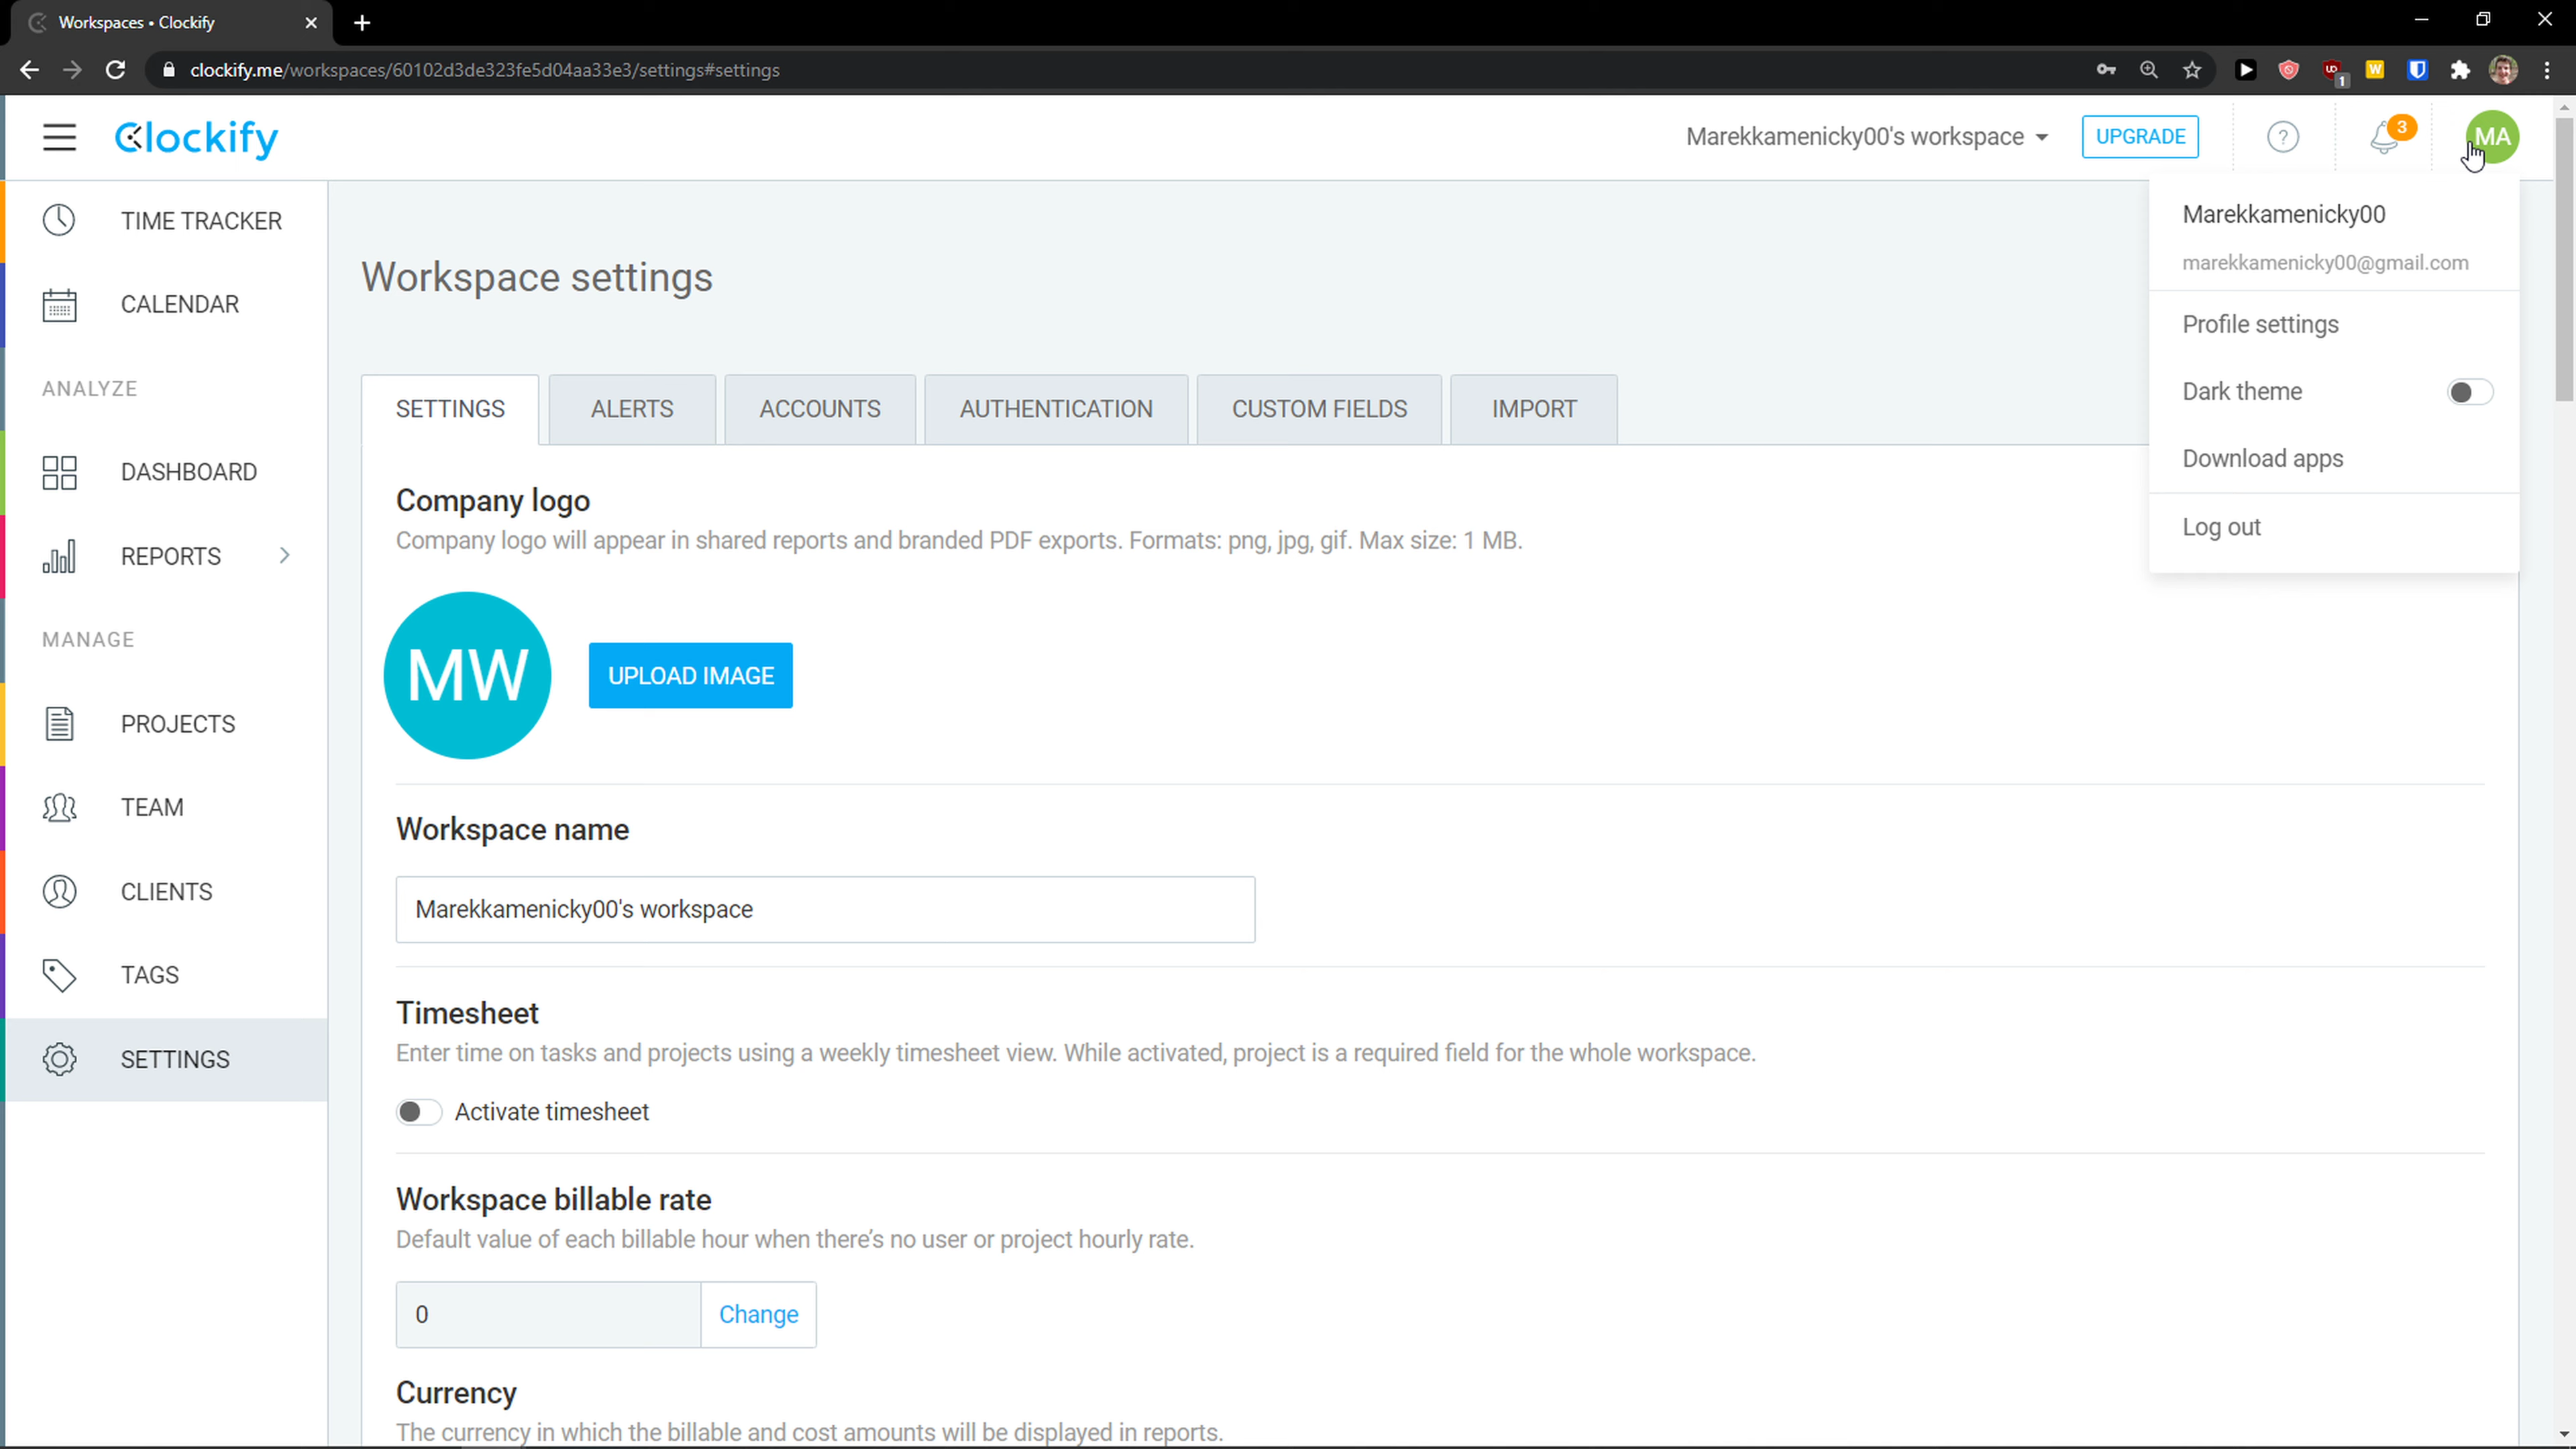 Workspaces • Clockify
clockify.me/workspaces/60102d3de323fe5d04aa33e3/settings#settings
UD
1
W
Clockify
Marekkamenicky00's workspace
UPGRADE
?
3
MA
Marekkamenicky00
marekkamenicky00@gmail.com
Profile settings
Dark theme
Download apps
Log out
TIME TRACKER
CALENDAR
ANALYZE
DASHBOARD
REPORTS
MANAGE
PROJECTS
TEAM
CLIENTS
TAGS
SETTINGS
Workspace settings
SETTINGS
ALERTS
ACCOUNTS
AUTHENTICATION
CUSTOM FIELDS
IMPORT
Company logo
Company logo will appear in shared reports and branded PDF exports. Formats: png, jpg, gif. Max size: 1 MB.
MW
UPLOAD IMAGE
Workspace name
Marekkamenicky00's workspace
Timesheet
Enter time on tasks and projects using a weekly timesheet view. While activated, project is a required field for the whole workspace.
Activate timesheet
Workspace billable rate
Default value of each billable hour when there’s no user or project hourly rate.
0
Change
Currency
The currency in which the billable and cost amounts will be displayed in reports.